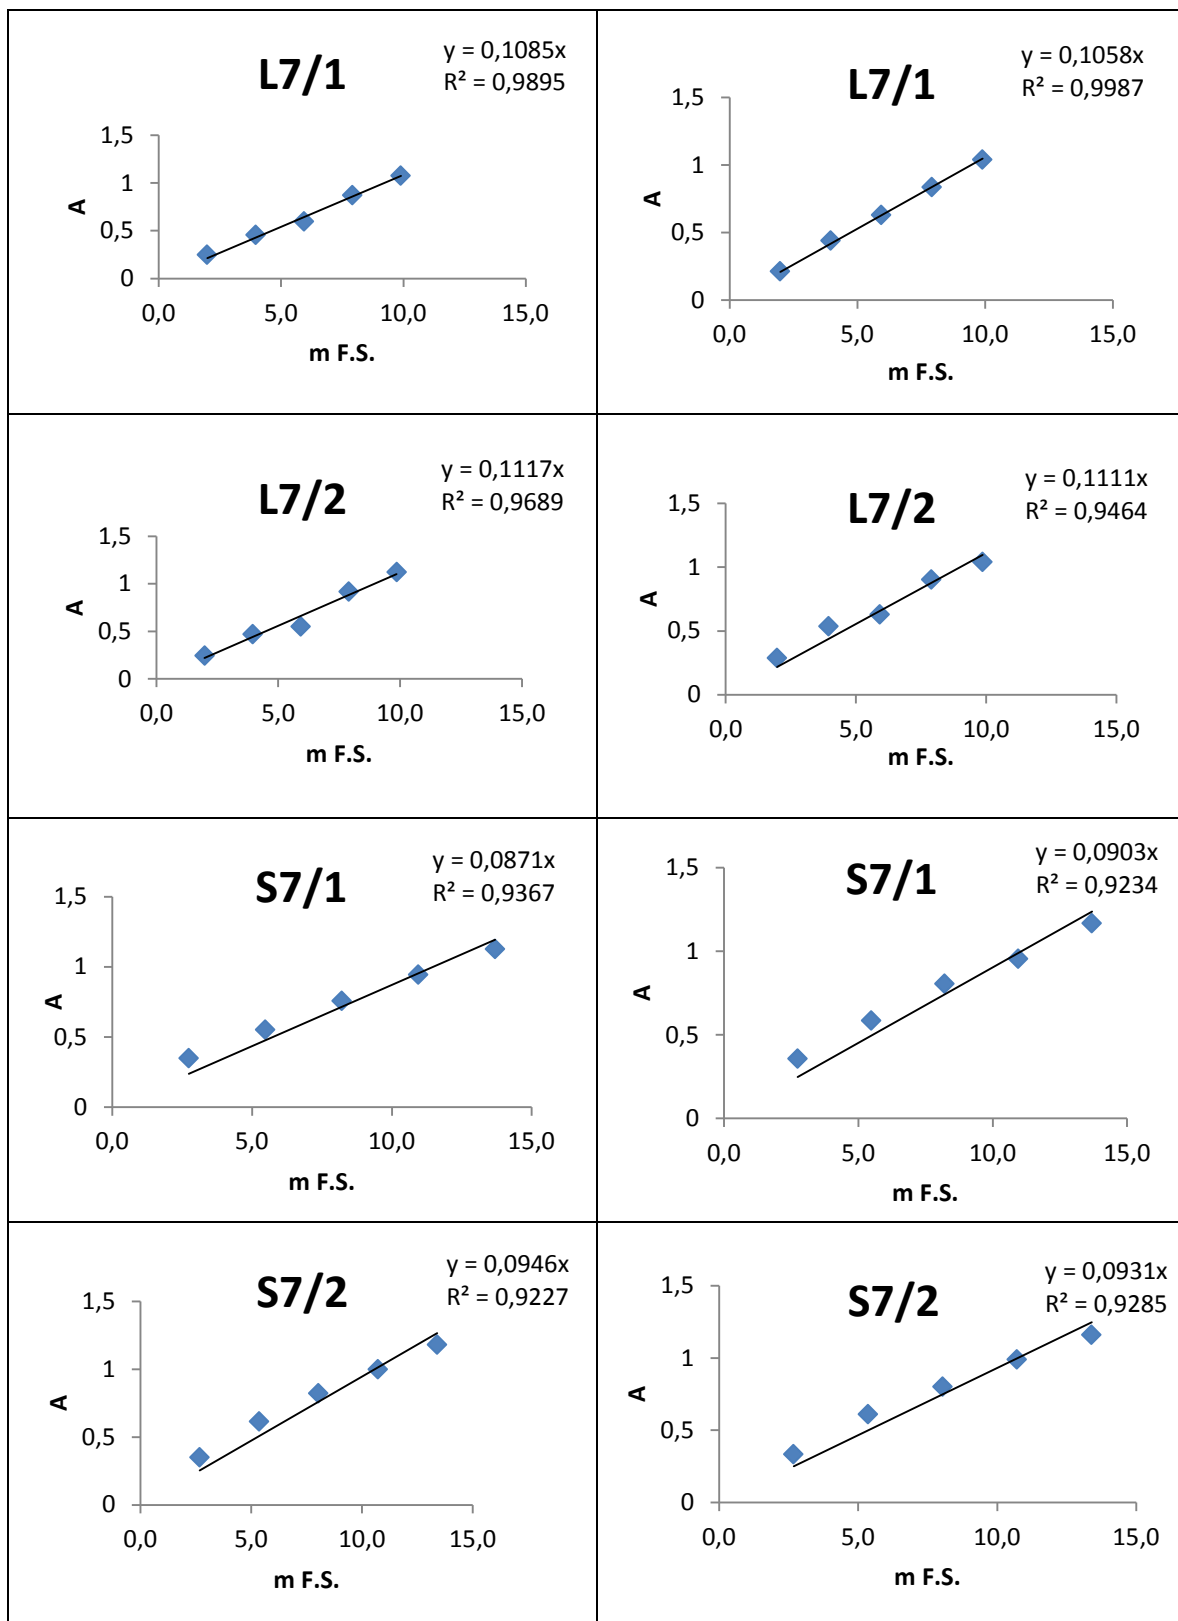 L7/1
y = 0,1085x
R² = 0,9895
1,5
1
0,5
0
A
0,0 5,0 10,0 15,0
m F.S.
L7/1
y = 0,1058x
R² = 0,9987
1,5
1
0,5
0
A
0,0 5,0 10,0 15,0
m F.S.
L7/2
y = 0,1117x
R² = 0,9689
1,5
1
0,5
0
A
0,0 5,0 10,0 15,0
m F.S.
L7/2
y = 0,1111x
R² = 0,9464
1,5
1
0,5
0
A
0,0 5,0 10,0 15,0
m F.S.
S7/1
y = 0,0871x
R² = 0,9367
1,5
1
0,5
0
A
0,0 5,0 10,0 15,0
m F.S.
S7/1
y = 0,0903x
R² = 0,9234
1,5
1
0,5
0
A
0,0 5,0 10,0 15,0
m F.S.
S7/2
y = 0,0946x
R² = 0,9227
1,5
1
0,5
0
A
0,0 5,0 10,0 15,0
m F.S.
S7/2
y = 0,0931x
R² = 0,9285
1,5
1
0,5
0
A
0,0 5,0 10,0 15,0
m F.S.